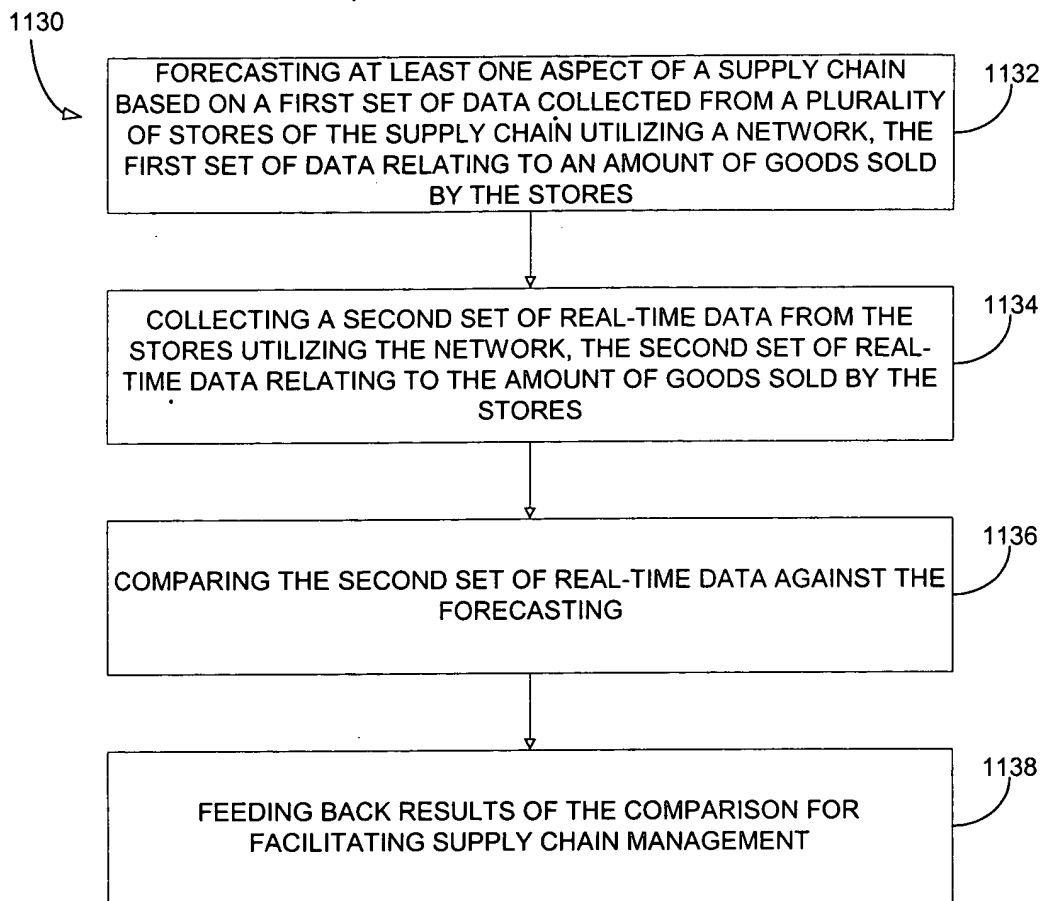 1130
FORECASTING AT LEAST ONE ASPECT OF A SUPPLY CHAIN
BASED ON A FIRST SET OF DATA COLLECTED FROM A PLURALITY
OF STORES OF THE SUPPLY CHAIN UTILIZING A NETWORK, THE
FIRST SET OF DATA RELATING TO AN AMOUNT OF GOODS SOLD
BY THE STORES
1132
COLLECTING A SECOND SET OF REAL-TIME DATA FROM THE
STORES UTILIZING THE NETWORK, THE SECOND SET OF REAL-
TIME DATA RELATING TO THE AMOUNT OF GOODS SOLD BY THE
STORES
1134
COMPARING THE SECOND SET OF REAL-TIME DATA AGAINST THE
FORECASTING
1136
FEEDING BACK RESULTS OF THE COMPARISON FOR
FACILITATING SUPPLY CHAIN MANAGEMENT
1138